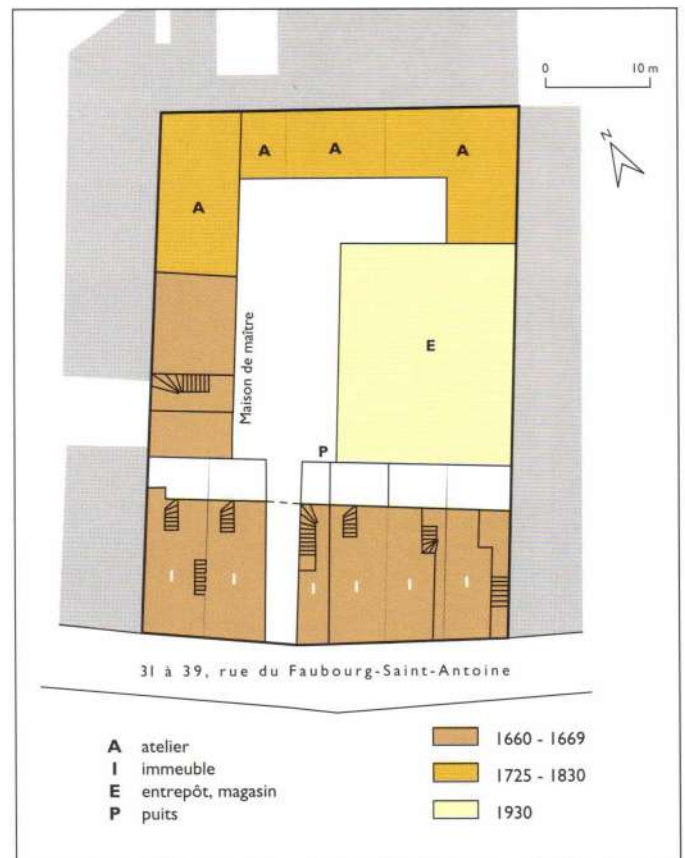 0 10 m
N
A A A
A
Maison de maître
E
P
I I I I I I
31 à 39, rue du Faubourg-Saint-Antoine
A atelier
I immeuble
E entrepôt, magasin
P puits
1660 - 1669
1725 - 1830
1930